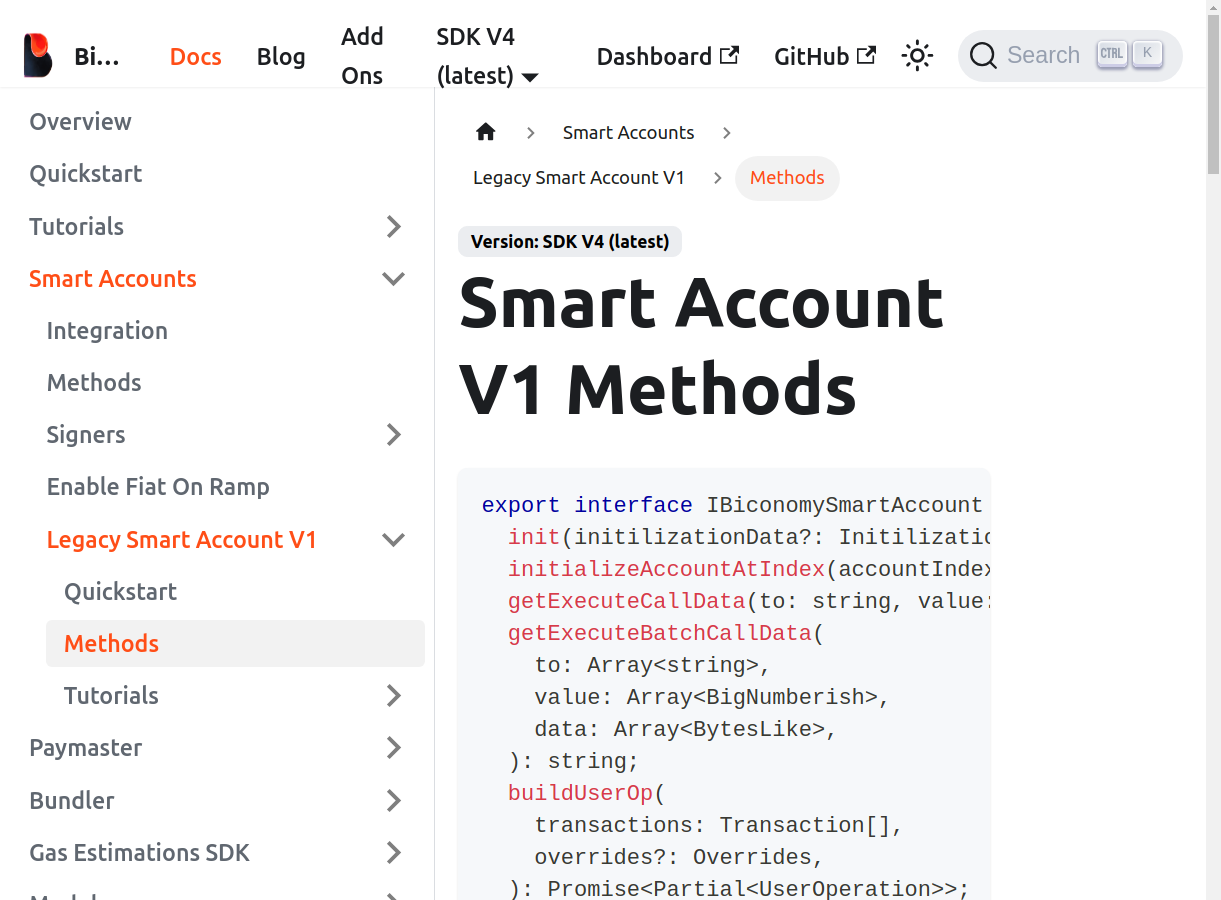 Bi...
Docs
Blog
Add
Ons
SDK V4
(latest)
Dashboard
GitHub
Search
CTRL
K
Overview
Quickstart
Tutorials
Smart Accounts
Integration
Methods
Signers
Enable Fiat On Ramp
Legacy Smart Account V1
Quickstart
Methods
Tutorials
Paymaster
Bundler
Gas Estimations SDK
Smart Accounts
Legacy Smart Account V1
Methods
Version: SDK V4 (latest)
Smart Account
V1 Methods
export interface IBiconomySmartAccount
init(initilizationData?: Initilizatio
initializeAccountAtIndex(accountIndex
getExecuteCallData(to: string, value:
getExecuteBatchCallData(
to: Array<string>,
value: Array<BigNumberish>,
data: Array<BytesLike>,
): string;
buildUserOp(
transactions: Transaction[],
overrides?: Overrides,
): Promise<Partial<UserOperation>>;